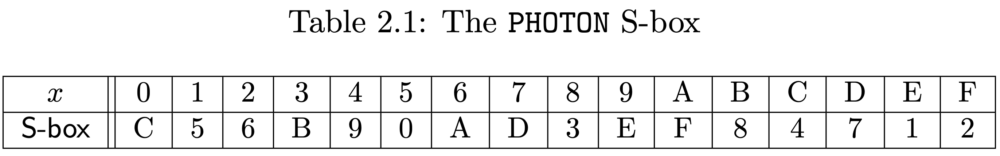 Table 2.1: The PHOTON S-box
x 0 1 2 3 4 5 6 7 8 9 A B C D E F
S-box C 5 6 B 9 0 A D 3 E F 8 4 7 1 2